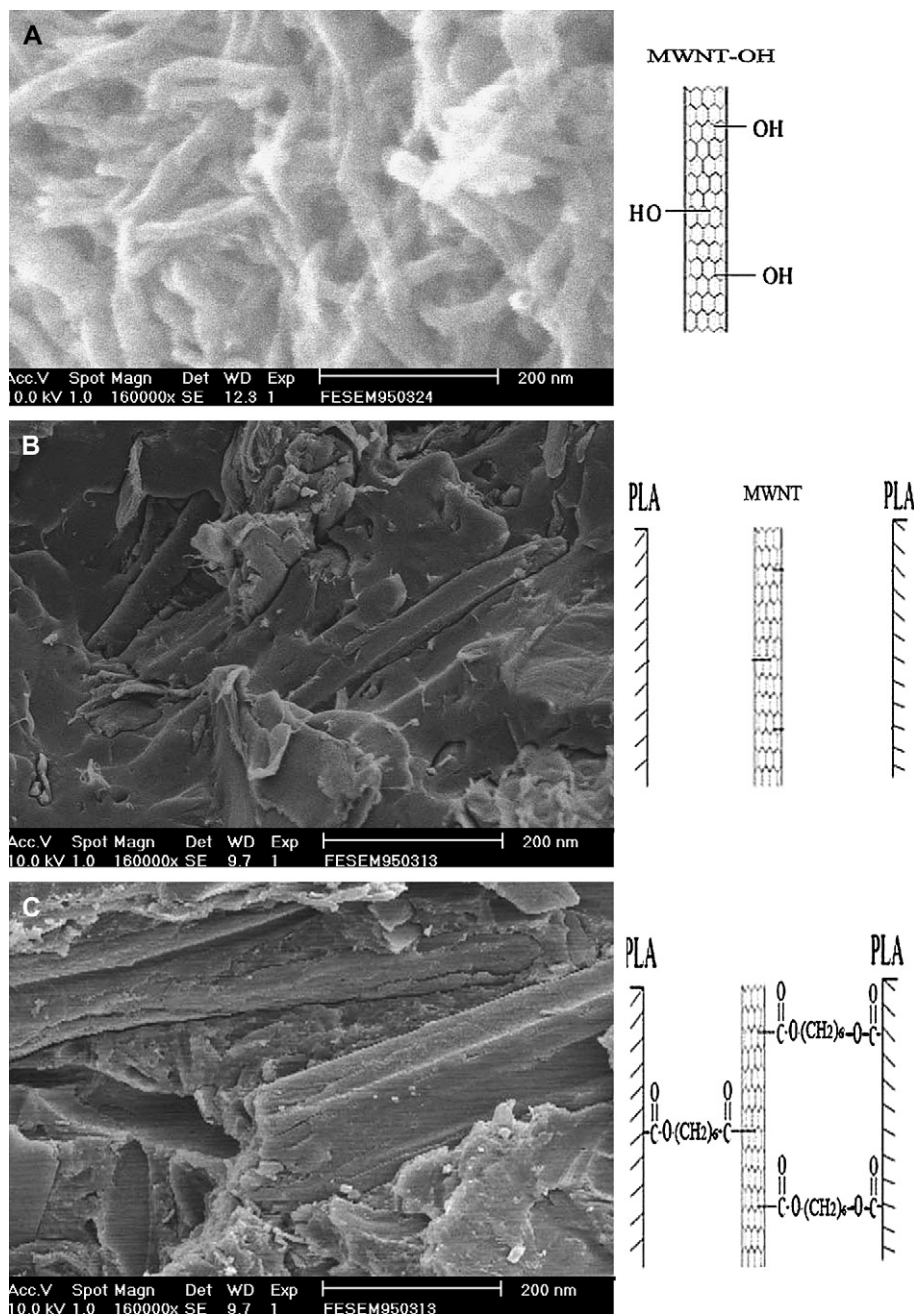 A
MWNT-OH
OH
HO
OH
Acc.V Spot Magn Det WD Exp 200 nm
10.0 kV 1.0 160000x SE 12.3 1 FESEM950324
B
PLA MWNT PLA
Acc.V Spot Magn Det WD Exp 200 nm
10.0 kV 1.0 160000x SE 9.7 1 FESEM950313
C
PLA PLA
O O
C-O(CH2)6-O-C
O O
C-O-(CH2)6-C
O O
C-O(CH2)6-O-C
Acc.V Spot Magn Det WD Exp 200 nm
10.0 kV 1.0 160000x SE 9.7 1 FESEM950313